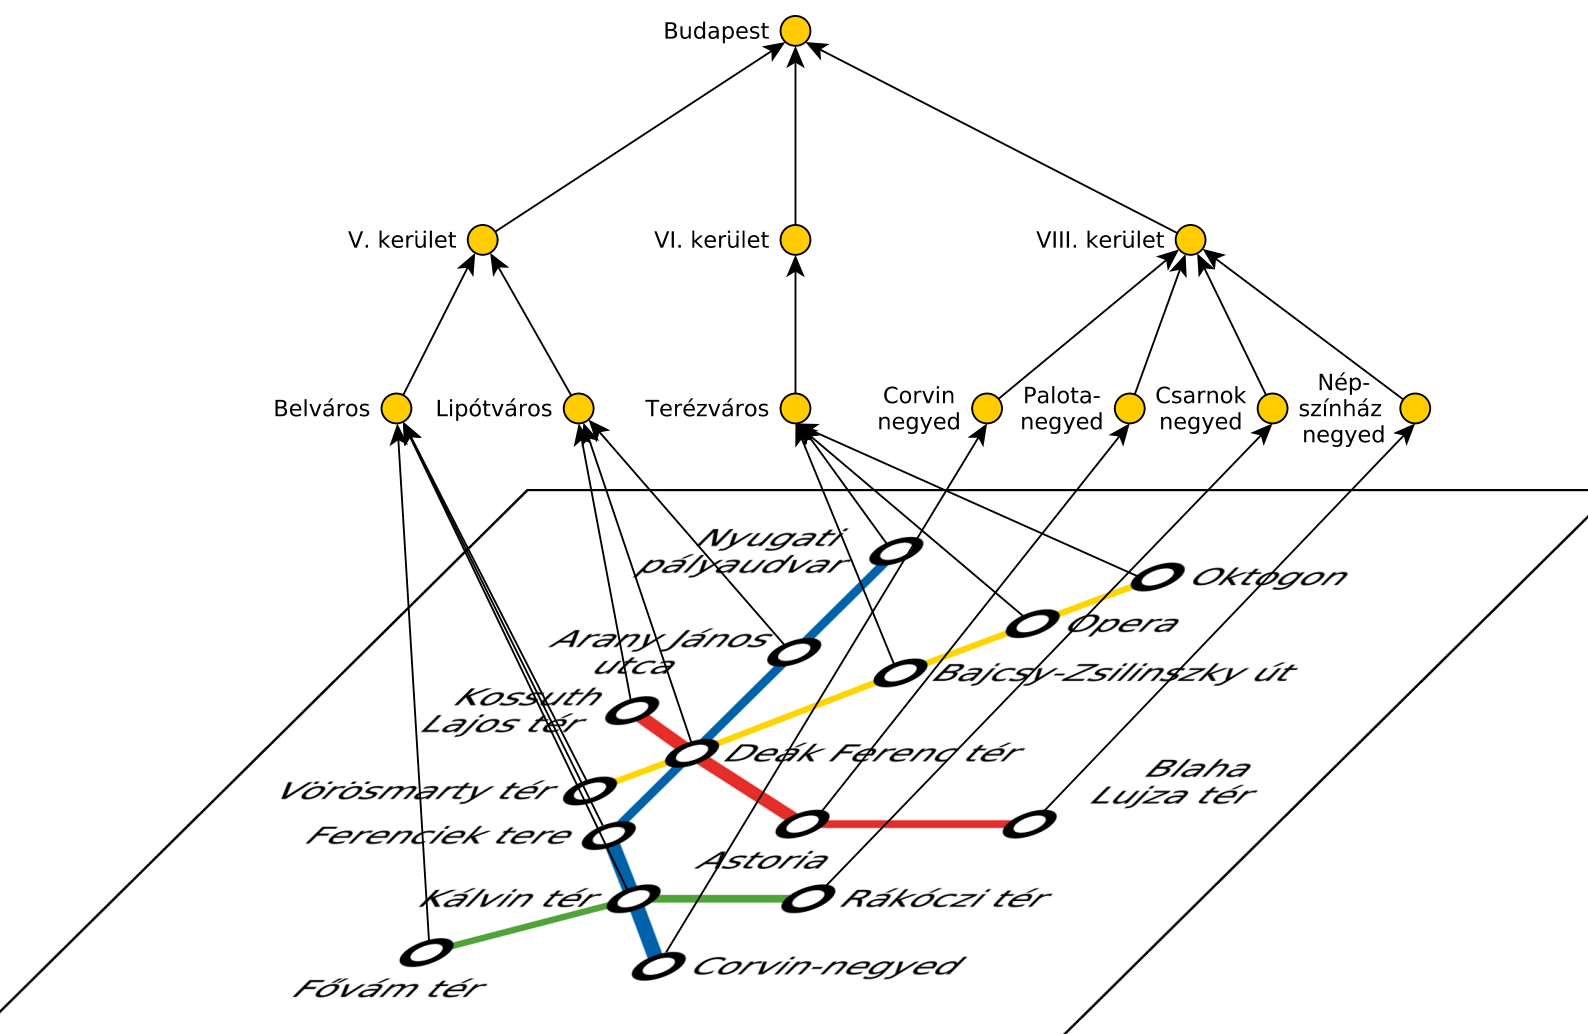 Budapest
V. kerület
VI. kerület
VIII. kerület
Belváros
Lipótváros
Terézváros
Corvin
negyed
Palota-
negyed
Csarnok
negyed
Nép-
színház
negyed
Nyugati
pályaudvar
Oktogon
Opera
Arany János
utca
Bajcsy-Zsilinszky út
Kossuth
Lajos tér
Deák Ferenc tér
Blaha
Lujza tér
Vörösmarty tér
Ferenciek tere
Astoria
Kálvin tér
Rákóczi tér
Corvin-negyed
Fővám tér